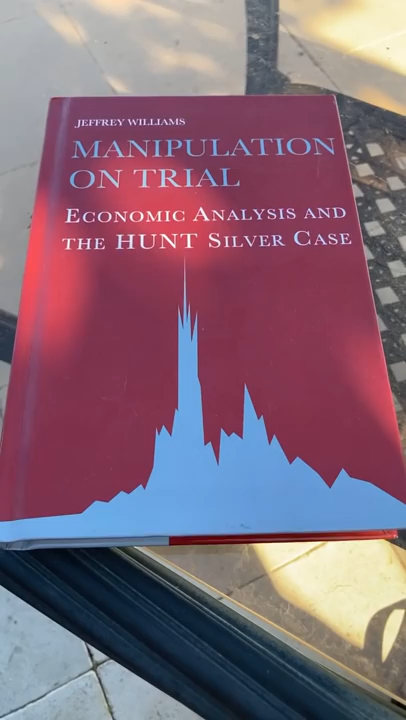 JEFFREY WILLIAMS
MANIPULATION
ON TRIAL
ECONOMIC ANALYSIS AND
THE HUNT SILVER CASE